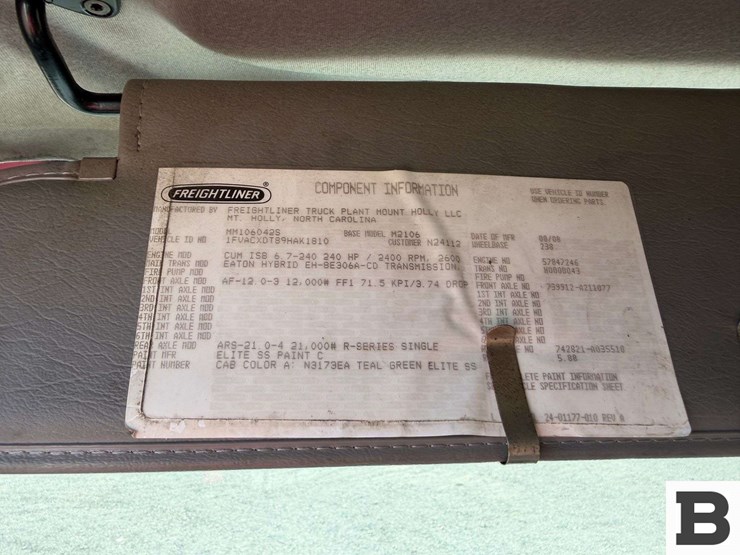 FREIGHTLINER
COMPONENT INFORMATION
USE VEHICLE ID NUMBER
WHEN ORDERING PARTS
MANUFACTURED BY FREIGHTLINER TRUCK PLANT MOUNT HOLLY LLC
MT. HOLLY, NORTH CAROLINA
MODEL MM106042S BASE MODEL M2106 DATE OF MFR 08/08
VEHICLE ID NO 1FVACXDT89HAK1810 CUSTOMER N24112 WHEELBASE 238
ENGINE MOD CUM ISB 6.7-240 240 HP / 2400 RPM, 2600 ENGINE NO 57047246
MAIN TRANS MOD EATON HYBRID EH-8E306A-CD TRANSMISSION TRANS NO H0000043
FIRE PUMP MOD FIRE PUMP NO
FRONT AXLE MOD AF-12.0-3 12,000# FF1 71.5 KPI/3.74 DROP
1ST INT AXLE MOD 1ST INT AXLE NO
2ND INT AXLE MOD 2ND INT AXLE NO
3RD INT AXLE MOD 3RD INT AXLE NO
4TH INT AXLE MOD 4TH INT AXLE NO
5TH INT AXLE MOD AXLE NO
6TH INT AXLE MOD AXLE NO
REAR AXLE MOD ARS-21.0-4 21,000# R-SERIES SINGLE
PAINT MFR ELITE SS PAINT C 5.88
PAINT NUMBER CAB COLOR A: N3173EA TEAL GREEN ELITE SS
PAINT INFORMATION
SPECIFICATION SHEET
24-01177-010 REV A
B